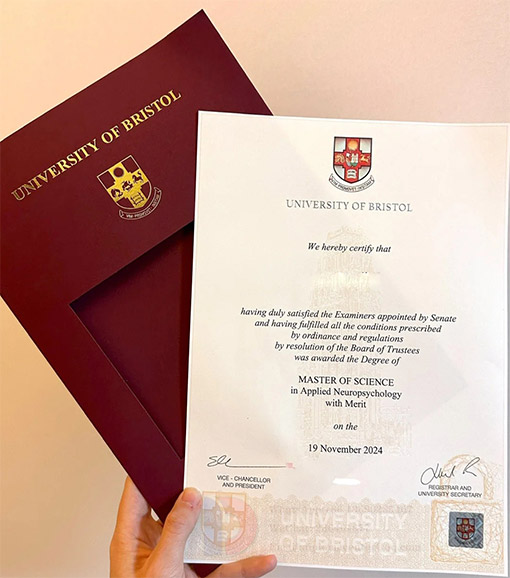 UNIVERSITY OF BRISTOL
VIM PROMOVET INSITAM
UNIVERSITY OF BRISTOL
We hereby certify that
having duly satisfied the Examiners appointed by Senate
and having fulfilled all the conditions prescribed
by ordinance and regulations
by resolution of the Board of Trustees
was awarded the Degree of
MASTER OF SCIENCE
in Applied Neuropsychology
with Merit
on the
19 November 2024
VICE - CHANCELLOR
AND PRESIDENT
REGISTRAR AND
UNIVERSITY SECRETARY
UNIVERSITY
OF BRISTOL